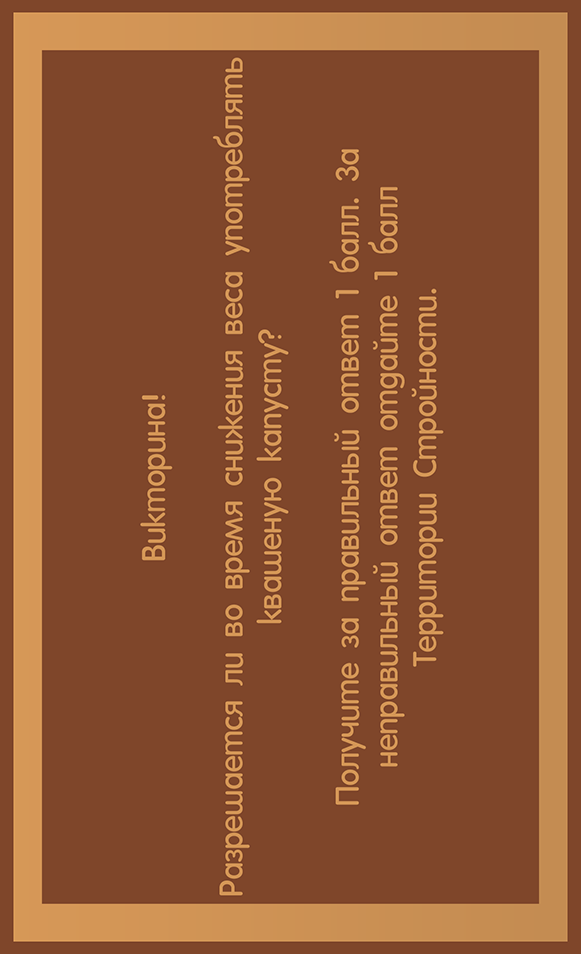 Викторина!
Разрешается ли во время снижения веса употреблять
квашеную капусту?
Получите за правильный ответ 1 балл. За
неправильный ответ отдайте 1 балл
Территории Стройности.